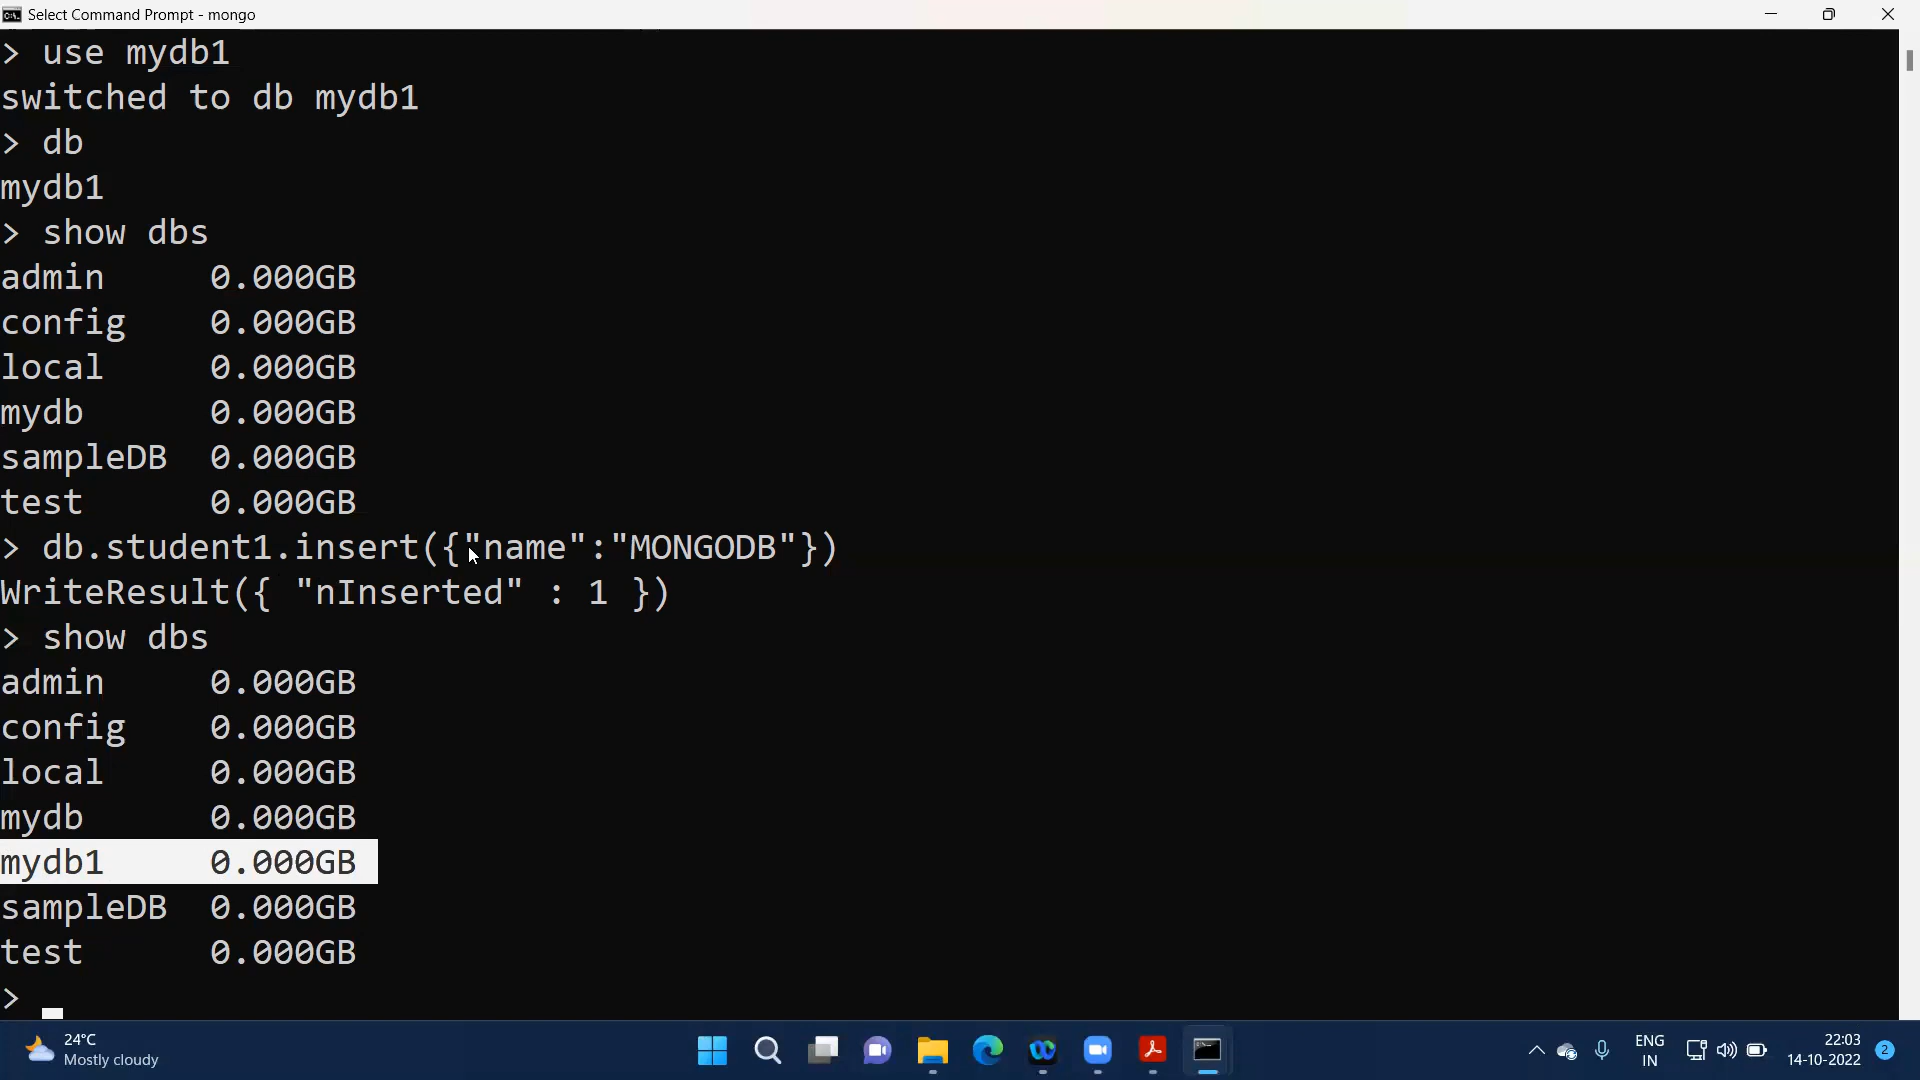 Select Command Prompt - mongo
> use mydb1
switched to db mydb1
> db
mydb1
> show dbs
admin     0.000GB
config    0.000GB
local     0.000GB
mydb      0.000GB
sampleDB  0.000GB
test      0.000GB
> db.student1.insert({"name":"MONGODB"})
WriteResult({ "nInserted" : 1 })
> show dbs
admin     0.000GB
config    0.000GB
local     0.000GB
mydb      0.000GB
mydb1     0.000GB
sampleDB  0.000GB
test      0.000GB
>
24°C
Mostly cloudy
ENG
IN
22:03
14-10-2022
2